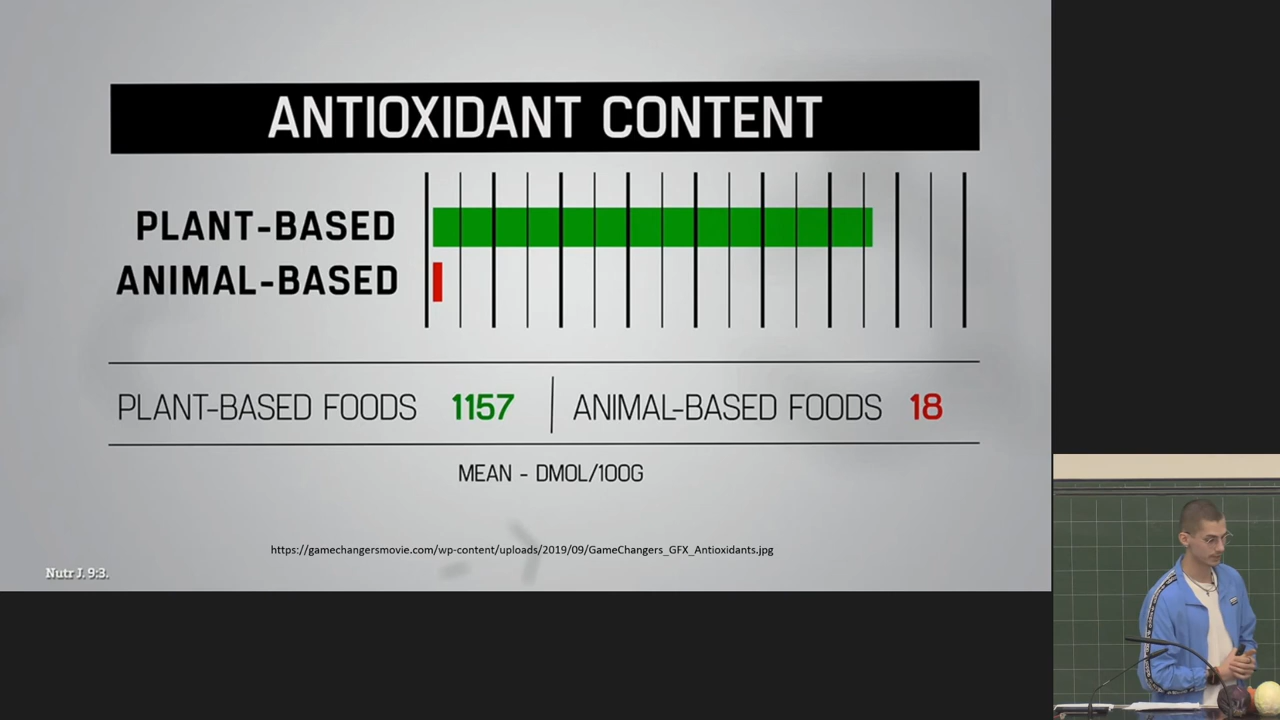 ANTIOXIDANT CONTENT
PLANT-BASED
ANIMAL-BASED
PLANT-BASED FOODS 1157 ANIMAL-BASED FOODS 18
MEAN - DMOL/100G
https://gamechangersmovie.com/wp-content/uploads/2019/09/GameChangers_GFX_Antioxidants.jpg
Nutr J. 9:3.